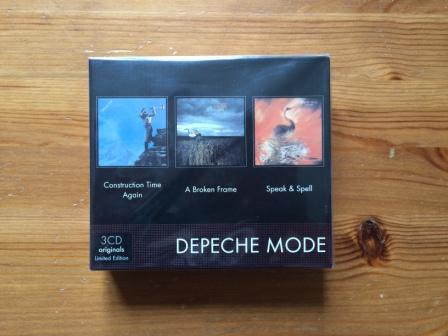 Construction Time
Again
A Broken Frame
Speak & Spell
3CD
originals
Limited Edition
DEPECHE MODE